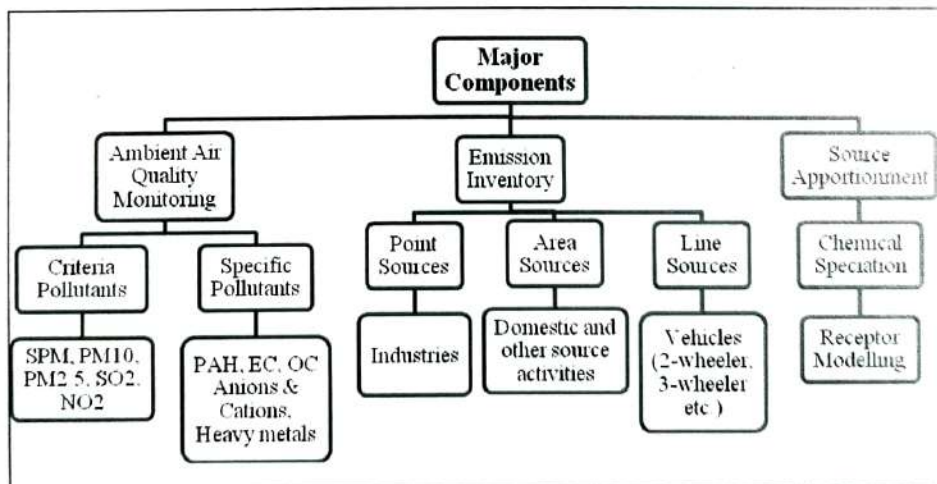 Major
Components
Ambient Air
Quality
Monitoring
Emission
Inventory
Source
Apportionment
Criteria
Pollutants
Specific
Pollutants
Point
Sources
Area
Sources
Line
Sources
Chemical
Speciation
SPM, PM10,
PM2 5, SO2,
NO2
PAH, EC, OC
Anions &
Cations,
Heavy metals
Industries
Domestic and
other source
activities
Vehicles
(2-wheeler,
3-wheeler
etc.)
Receptor
Modelling